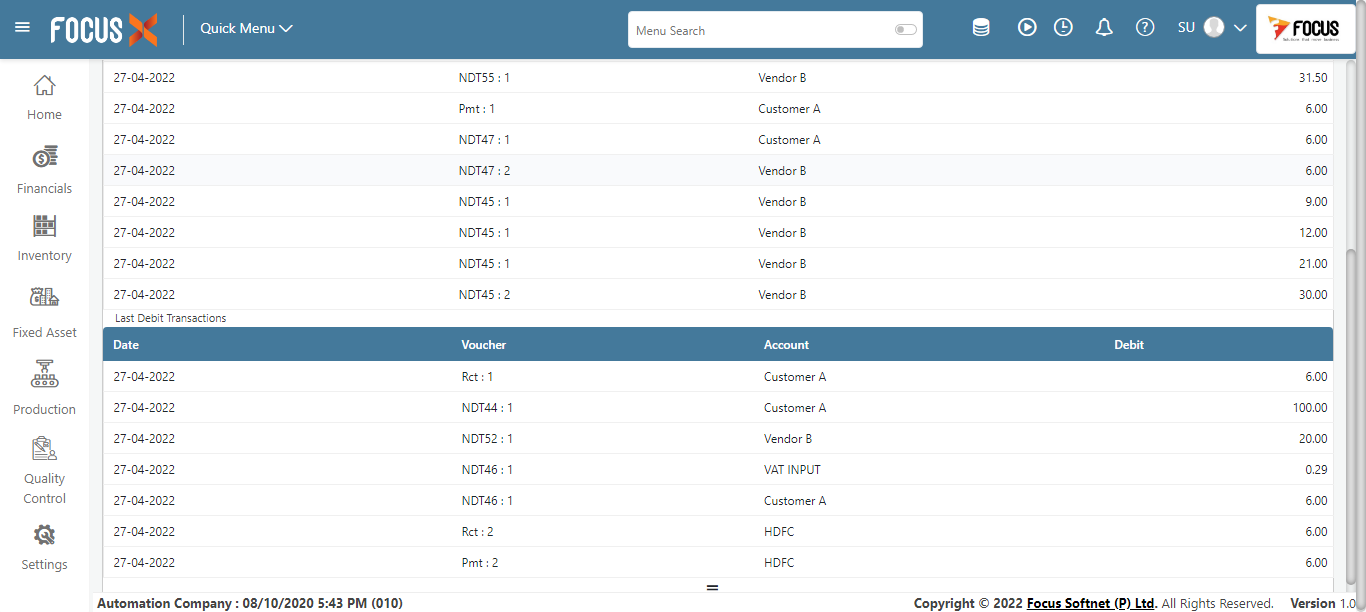 FOCUS X Quick Menu Menu Search SU FOCUS
Home
Financials
Inventory
Fixed Asset
Production
Quality
Control
Settings
27-04-2022 NDT55 : 1 Vendor B 31.50
27-04-2022 Pmt : 1 Customer A 6.00
27-04-2022 NDT47 : 1 Customer A 6.00
27-04-2022 NDT47 : 2 Vendor B 6.00
27-04-2022 NDT45 : 1 Vendor B 9.00
27-04-2022 NDT45 : 1 Vendor B 12.00
27-04-2022 NDT45 : 1 Vendor B 21.00
27-04-2022 NDT45 : 2 Vendor B 30.00
Last Debit Transactions
Date Voucher Account Debit
27-04-2022 Rct : 1 Customer A 6.00
27-04-2022 NDT44 : 1 Customer A 100.00
27-04-2022 NDT52 : 1 Vendor B 20.00
27-04-2022 NDT46 : 1 VAT INPUT 0.29
27-04-2022 NDT46 : 1 Customer A 6.00
27-04-2022 Rct : 2 HDFC 6.00
27-04-2022 Pmt : 2 HDFC 6.00
Automation Company : 08/10/2020 5:43 PM (010) Copyright © 2022 Focus Softnet (P) Ltd. All Rights Reserved. Version 1.0